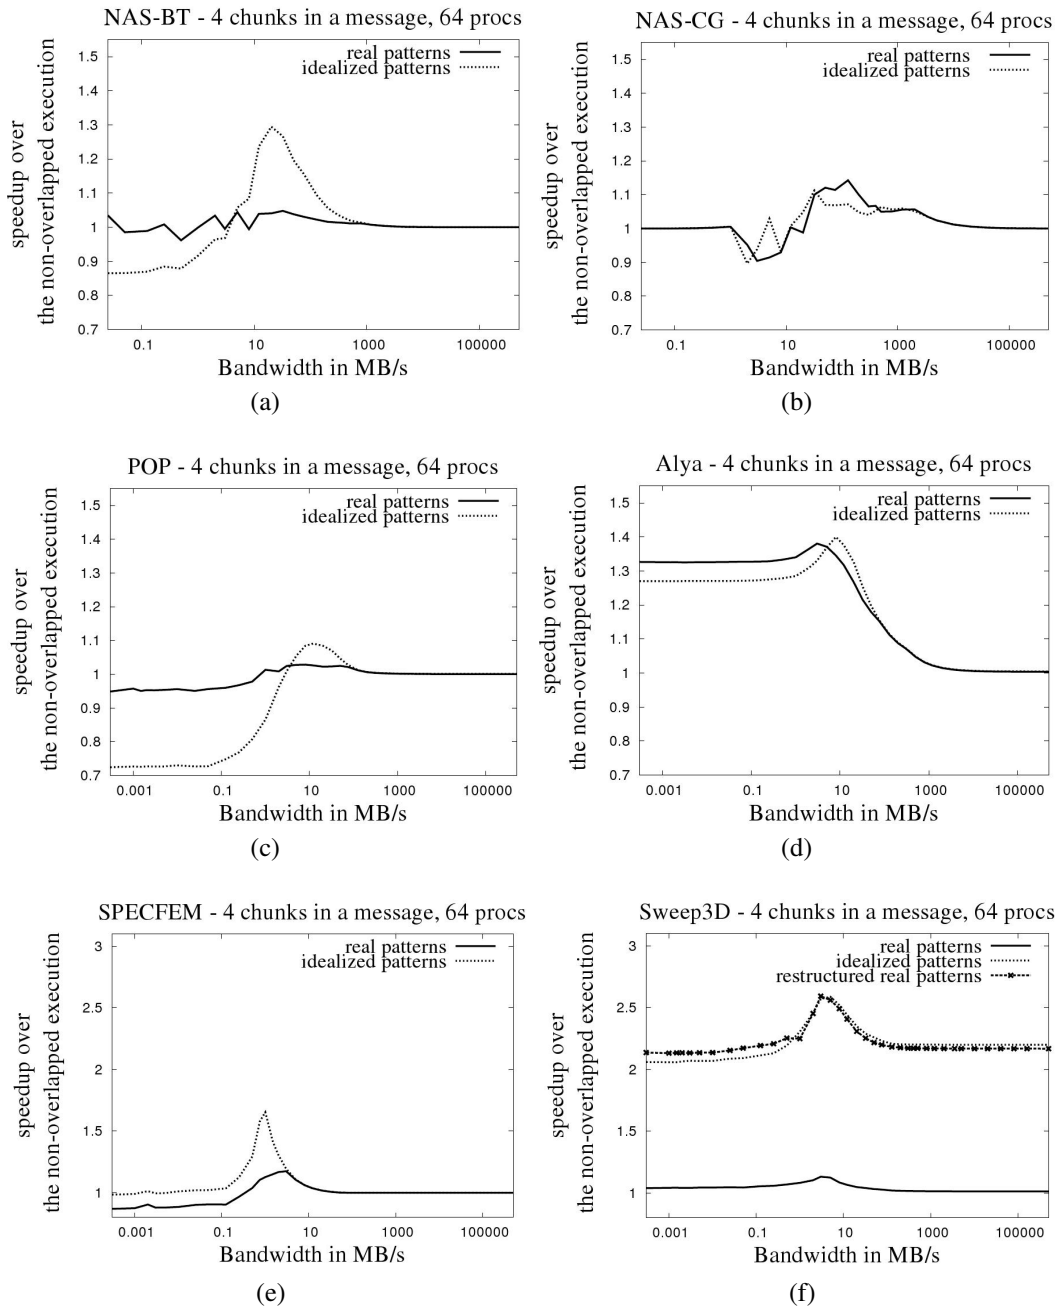 NAS-BT - 4 chunks in a message, 64 procs
real patterns
idealized patterns
speedup over
the non-overlapped execution
1.5
1.4
1.3
1.2
1.1
1
0.9
0.8
0.7
0.1 10 1000 100000
Bandwidth in MB/s
(a)
NAS-CG - 4 chunks in a message, 64 procs
real patterns
idealized patterns
speedup over
the non-overlapped execution
1.5
1.4
1.3
1.2
1.1
1
0.9
0.8
0.7
0.1 10 1000 100000
Bandwidth in MB/s
(b)
POP - 4 chunks in a message, 64 procs
real patterns
idealized patterns
speedup over
the non-overlapped execution
1.5
1.4
1.3
1.2
1.1
1
0.9
0.8
0.7
0.001 0.1 10 1000 100000
Bandwidth in MB/s
(c)
Alya - 4 chunks in a message, 64 procs
real patterns
idealized patterns
speedup over
the non-overlapped execution
1.5
1.4
1.3
1.2
1.1
1
0.9
0.8
0.7
0.001 0.1 10 1000 100000
Bandwidth in MB/s
(d)
SPECFEM - 4 chunks in a message, 64 procs
real patterns
idealized patterns
speedup over
the non-overlapped execution
3
2.5
2
1.5
1
0.001 0.1 10 1000 100000
Bandwidth in MB/s
(e)
Sweep3D - 4 chunks in a message, 64 procs
real patterns
idealized patterns
restructured real patterns
speedup over
the non-overlapped execution
3
2.5
2
1.5
1
0.001 0.1 10 1000 100000
Bandwidth in MB/s
(f)